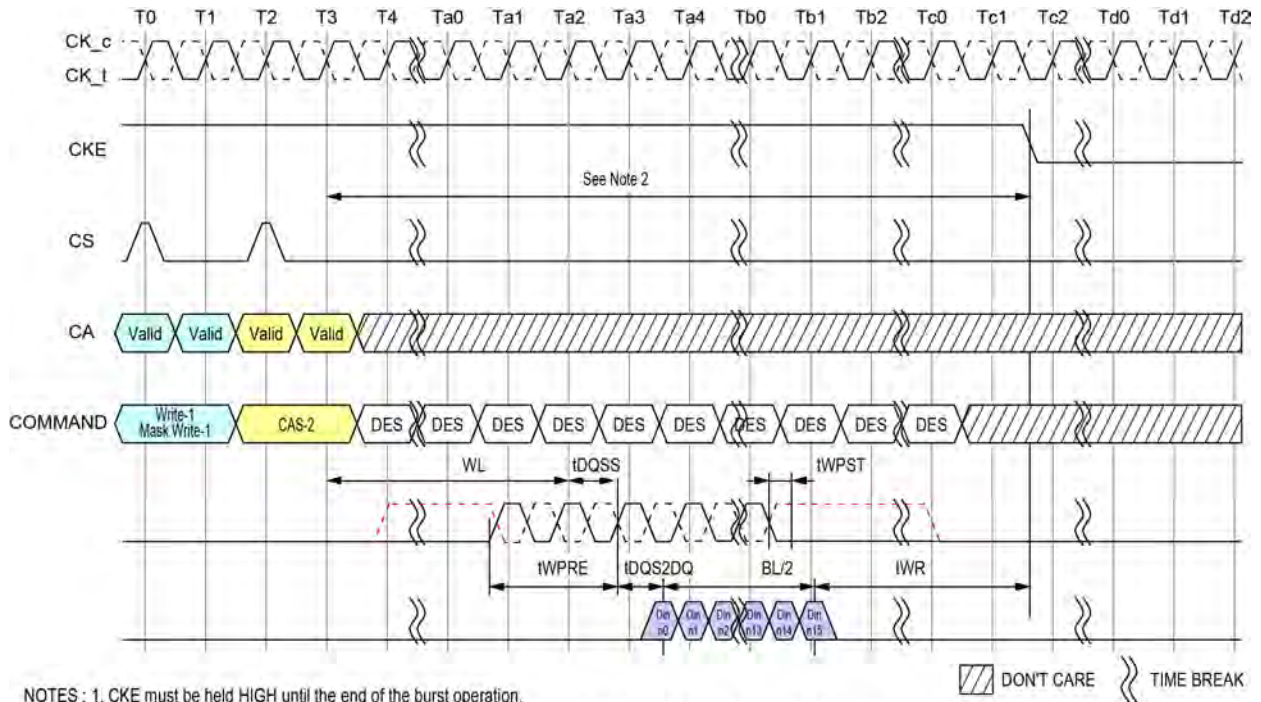 T0 T1 T2 T3 T4 Ta0 Ta1 Ta2 Ta3 Ta4 Tb0 Tb1 Tb2 Tc0 Tc1 Tc2 Td0 Td1 Td2
CK_c
CK_t
CKE
See Note 2
CS
CA Valid Valid Valid Valid
COMMAND Write-1 Mask Write-1 CAS-2 DES DES DES DES DES DES DES DES DES DES
WL tDQSS tWPST
tWPRE tDQS2DQ BL/2 tWR
Din n0 Din n1 Din n2 Din n13 Din n14 Din n15
DON'T CARE TIME BREAK
NOTES : 1. CKE must be held HIGH until the end of the burst operation.